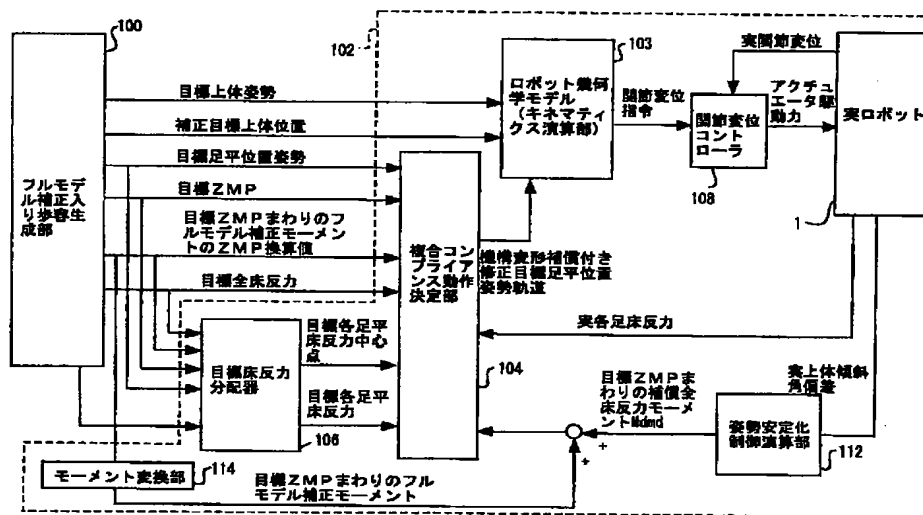 100
フルモデ
ル補正入
り歩容生
成部
102
目標上体姿勢
補正目標上体位置
目標足平位置姿勢
目標ZMP
目標ZMPまわりのフ
ルモデル補正モーメン
トのZMP換算値
目標全床反力
103
ロボット幾何
学モデル
(キネマティ
クス演算部)
関節変位
指令
実関節変位
関節変位
コント
ローラ
108
アクチュ
エータ駆
動力
実ロボット
1
複合コン
プライア
ンス動作
決定部
104
機構変形補償付き
修正目標足平位置
姿勢軌道
実各足床反力
目標床反力
分配器
106
目標各足平
床反力中心
点
目標各足平
床反力
目標ZMPま
わりの補償全
床反力モーメ
ントMdmd
+
+
実上体傾斜
角偏差
姿勢安定化
制御演算部
112
モーメント変換部
114
目標ZMPまわりのフル
モデル補正モーメント